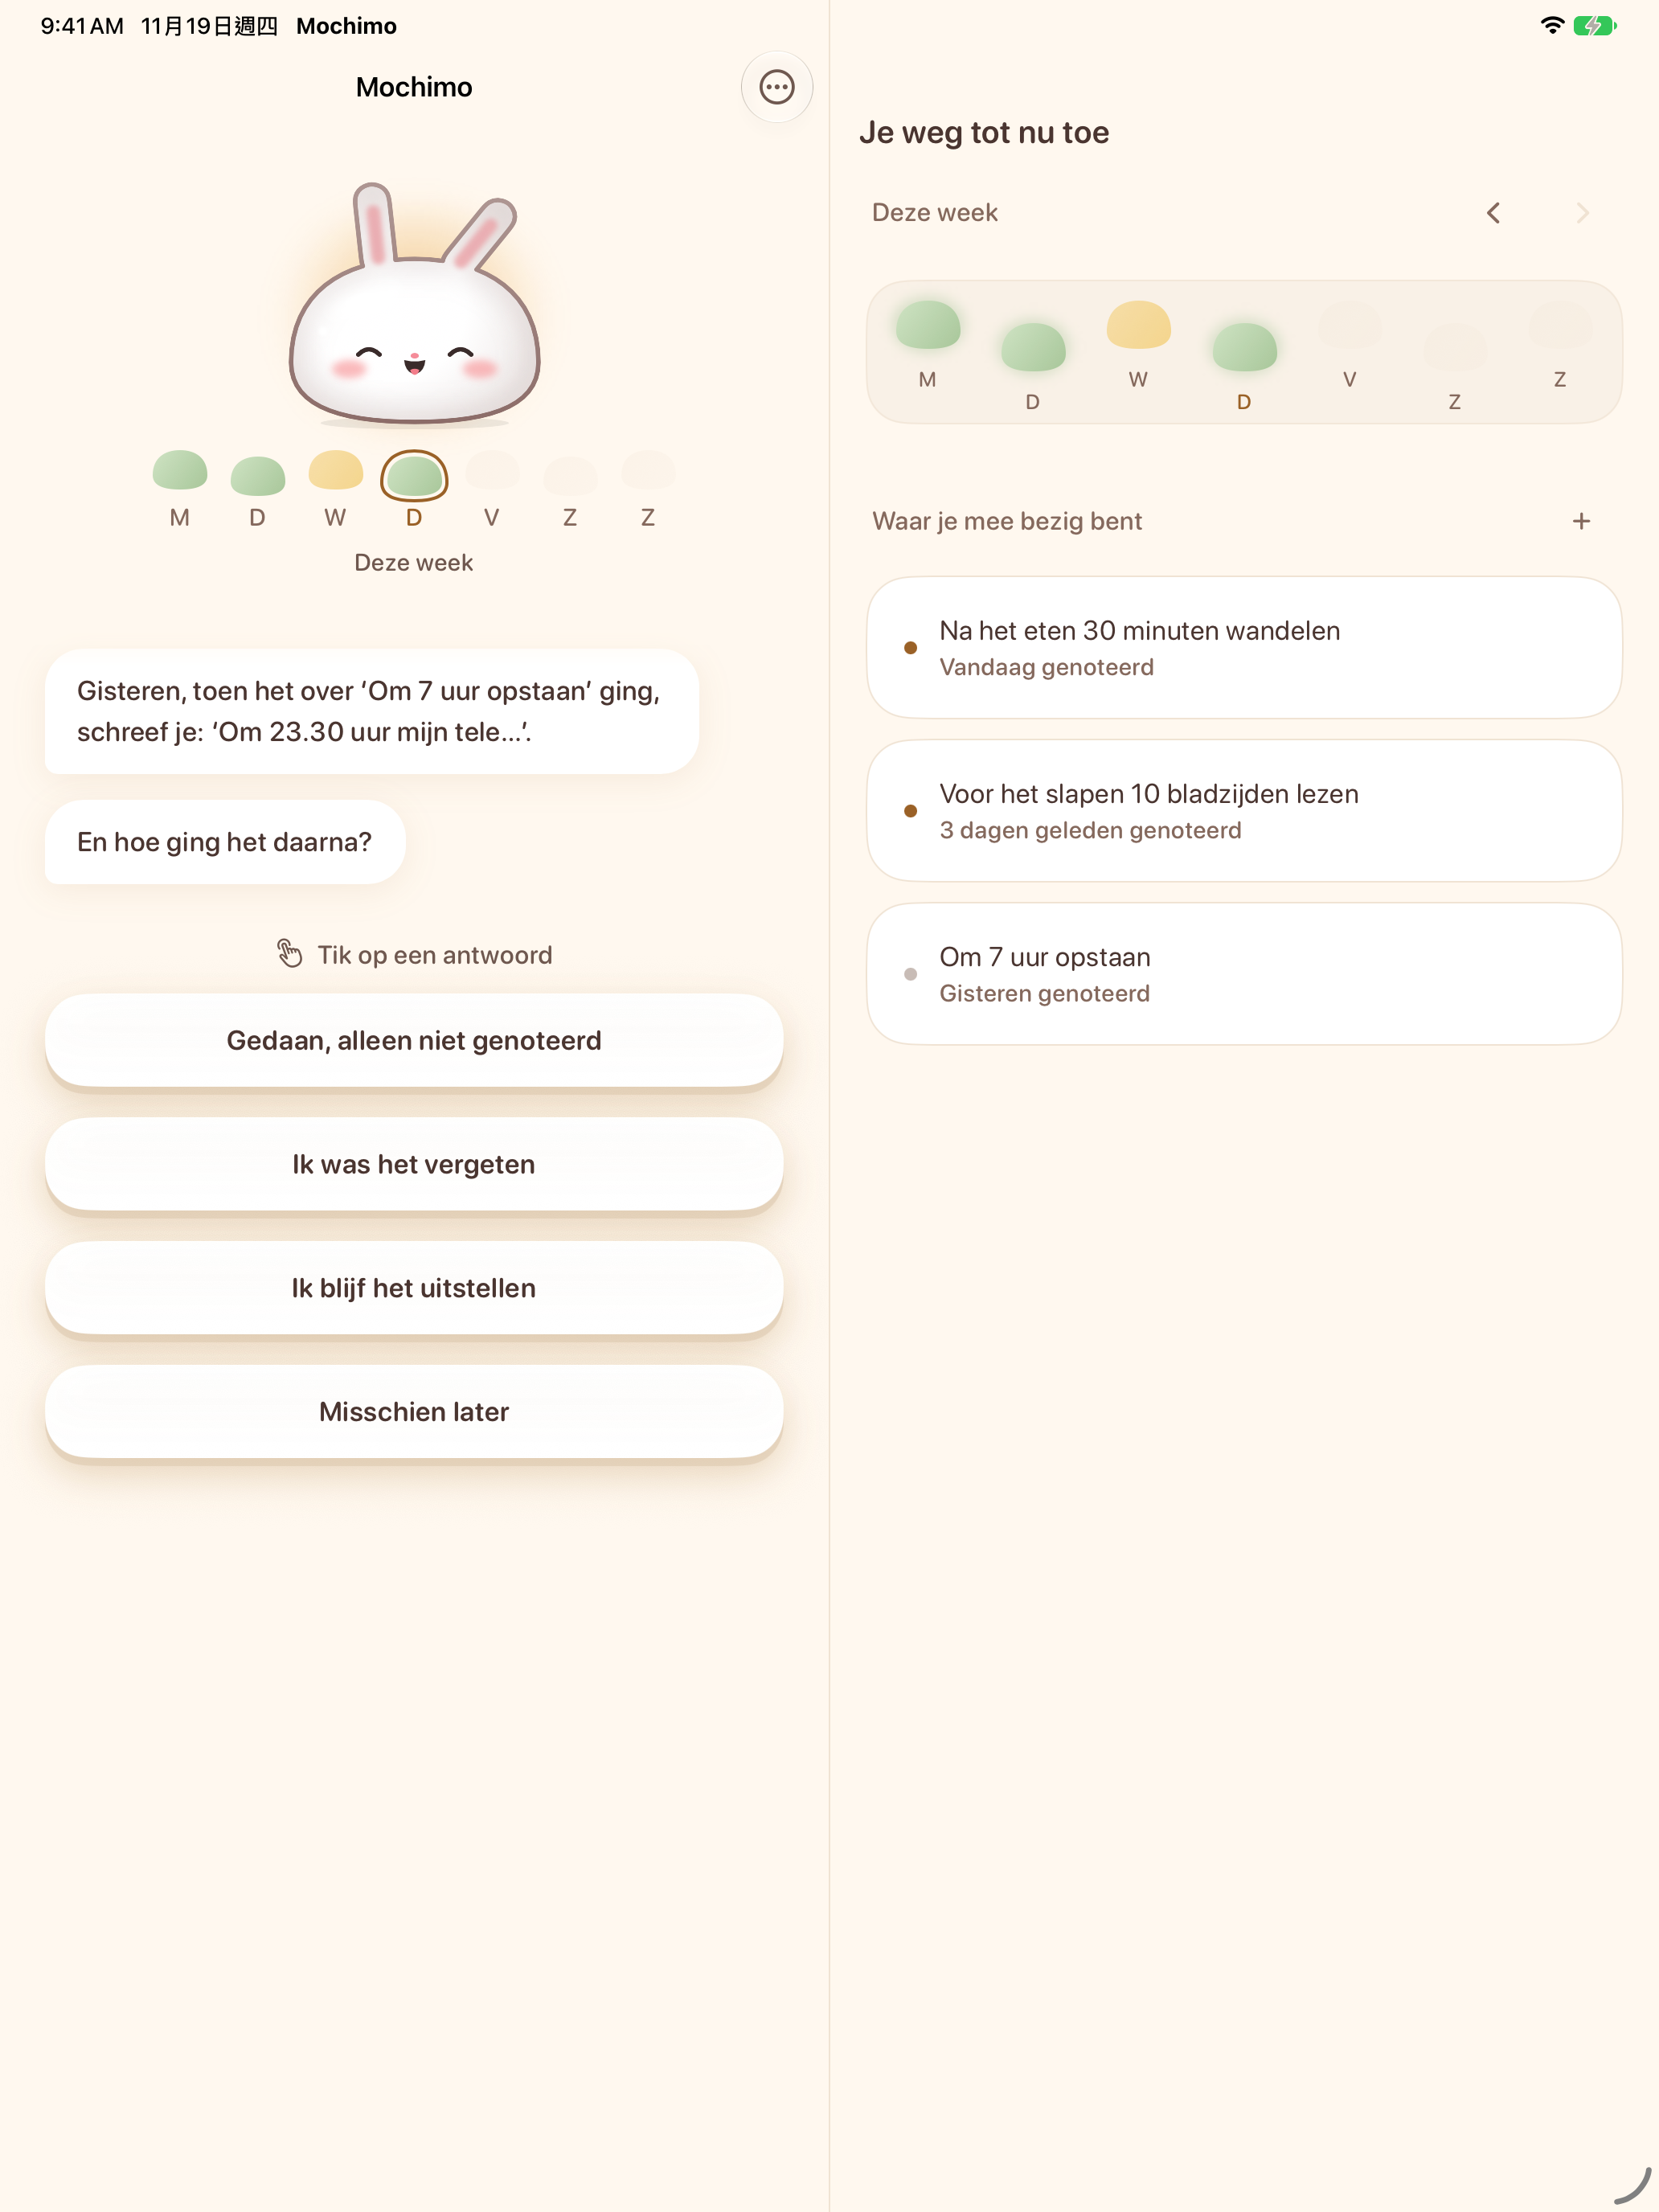 9:41 AM 11月19日週四 Mochimo
Mochimo
M D W D V Z Z
Deze week
Gisteren, toen het over ‘Om 7 uur opstaan’ ging,
schreef je: ‘Om 23.30 uur mijn tele...’.
En hoe ging het daarna?
Tik op een antwoord
Gedaan, alleen niet genoteerd
Ik was het vergeten
Ik blijf het uitstellen
Misschien later
Je weg tot nu toe
Deze week
M D W D V Z Z
Waar je mee bezig bent
Na het eten 30 minuten wandelen
Vandaag genoteerd
Voor het slapen 10 bladzijden lezen
3 dagen geleden genoteerd
Om 7 uur opstaan
Gisteren genoteerd